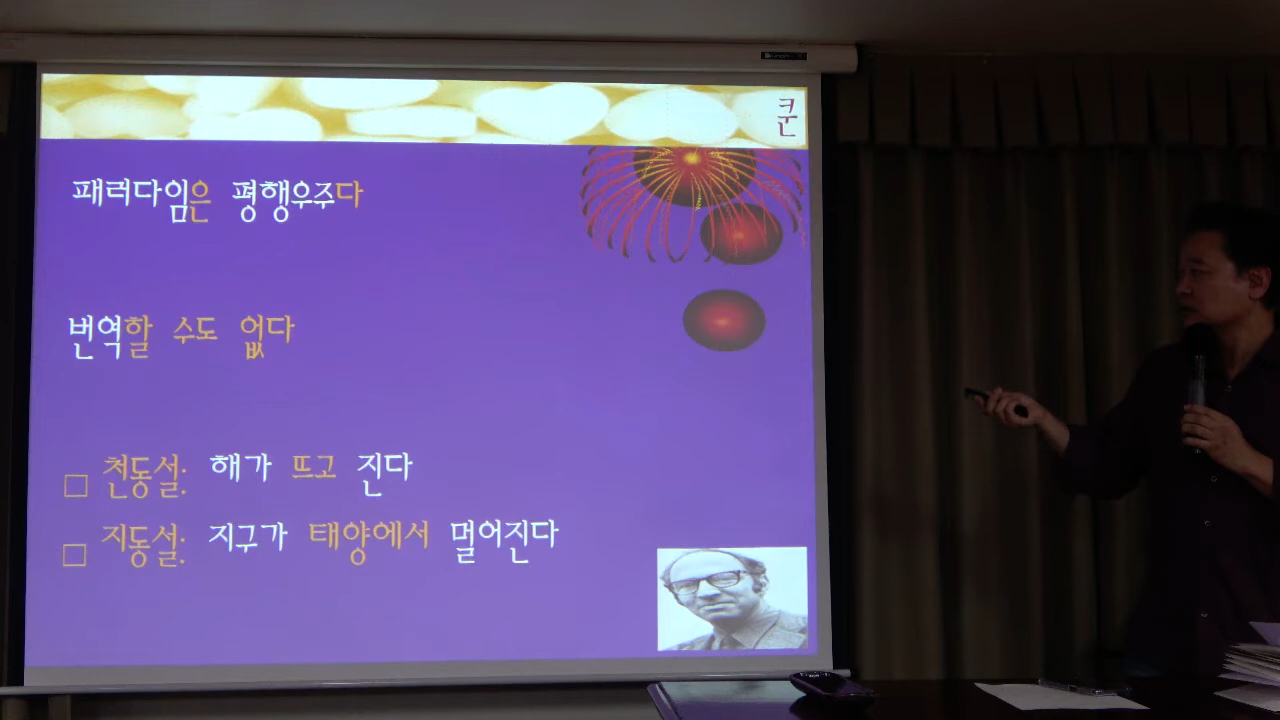 쿤
패러다임은 평행우주다
번역할 수도 없다
□ 천동설: 해가 뜨고 진다
□ 지동설: 지구가 태양에서 멀어진다